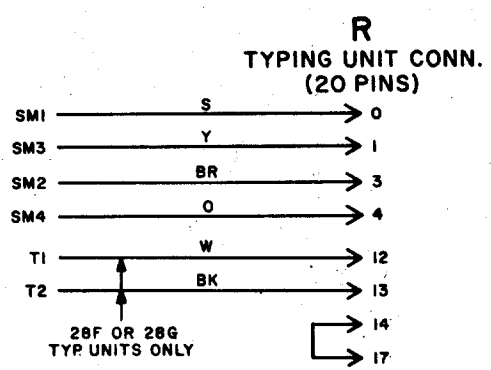 R
TYPING UNIT CONN.
(20 PINS)
SM1 S 0
SM3 Y 1
SM2 BR 3
SM4 O 4
T1 W 12
T2 BK 13
28F OR 28G
TYP. UNITS ONLY
14
17